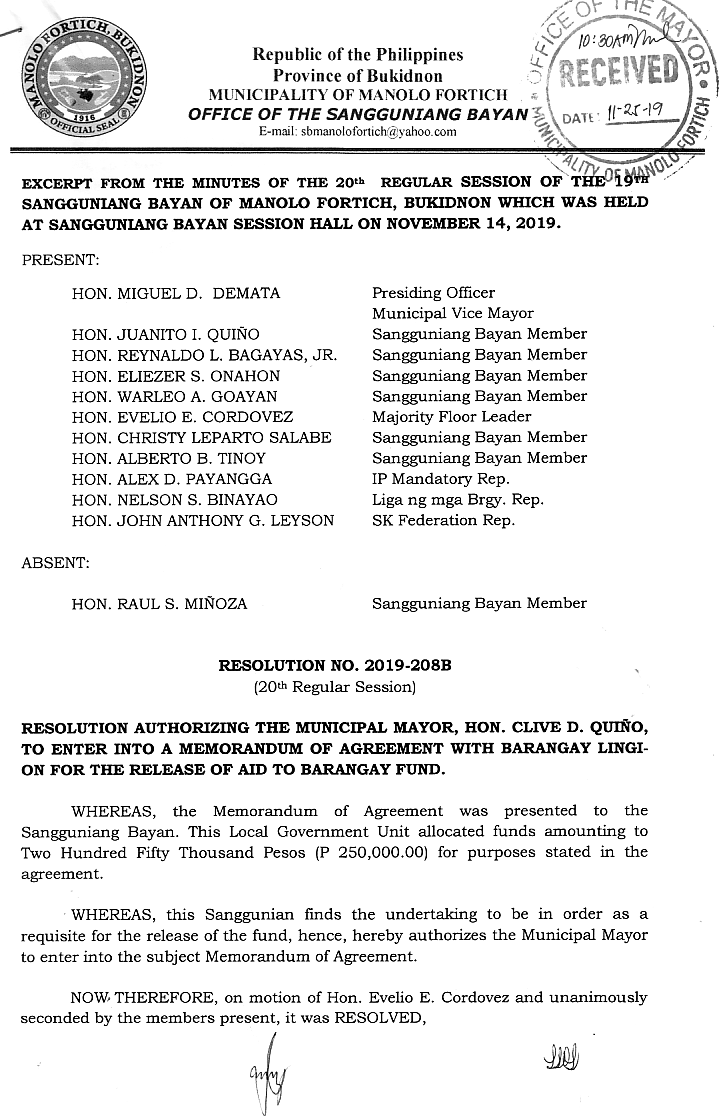 MANOLO FORTICH, BUKIDNON
1916
OFFICIAL SEAL
Republic of the Philippines
Province of Bukidnon
MUNICIPALITY OF MANOLO FORTICH
OFFICE OF THE SANGGUNIANG BAYAN
E-mail: sbmanolofortich@yahoo.com
OFFICE OF THE MAYOR
10:30AM
RECEIVED
DATE: 11-25-19
MUNICIPALITY OF MANOLO FORTICH
EXCERPT FROM THE MINUTES OF THE 20th REGULAR SESSION OF THE 19TH
SANGGUNIANG BAYAN OF MANOLO FORTICH, BUKIDNON WHICH WAS HELD
AT SANGGUNIANG BAYAN SESSION HALL ON NOVEMBER 14, 2019.
PRESENT:
HON. MIGUEL D. DEMATA Presiding Officer
Municipal Vice Mayor
HON. JUANITO I. QUIÑO Sangguniang Bayan Member
HON. REYNALDO L. BAGAYAS, JR. Sangguniang Bayan Member
HON. ELIEZER S. ONAHON Sangguniang Bayan Member
HON. WARLEO A. GOAYAN Sangguniang Bayan Member
HON. EVELIO E. CORDOVEZ Majority Floor Leader
HON. CHRISTY LEPARTO SALABE Sangguniang Bayan Member
HON. ALBERTO B. TINOY Sangguniang Bayan Member
HON. ALEX D. PAYANGGA IP Mandatory Rep.
HON. NELSON S. BINAYAO Liga ng mga Brgy. Rep.
HON. JOHN ANTHONY G. LEYSON SK Federation Rep.
ABSENT:
HON. RAUL S. MIÑOZA Sangguniang Bayan Member
RESOLUTION NO. 2019-208B
(20th Regular Session)
RESOLUTION AUTHORIZING THE MUNICIPAL MAYOR, HON. CLIVE D. QUIÑO,
TO ENTER INTO A MEMORANDUM OF AGREEMENT WITH BARANGAY LINGI-
ON FOR THE RELEASE OF AID TO BARANGAY FUND.
WHEREAS, the Memorandum of Agreement was presented to the
Sangguniang Bayan. This Local Government Unit allocated funds amounting to
Two Hundred Fifty Thousand Pesos (P 250,000.00) for purposes stated in the
agreement.
WHEREAS, this Sanggunian finds the undertaking to be in order as a
requisite for the release of the fund, hence, hereby authorizes the Municipal Mayor
to enter into the subject Memorandum of Agreement.
NOW THEREFORE, on motion of Hon. Evelio E. Cordovez and unanimously
seconded by the members present, it was RESOLVED,